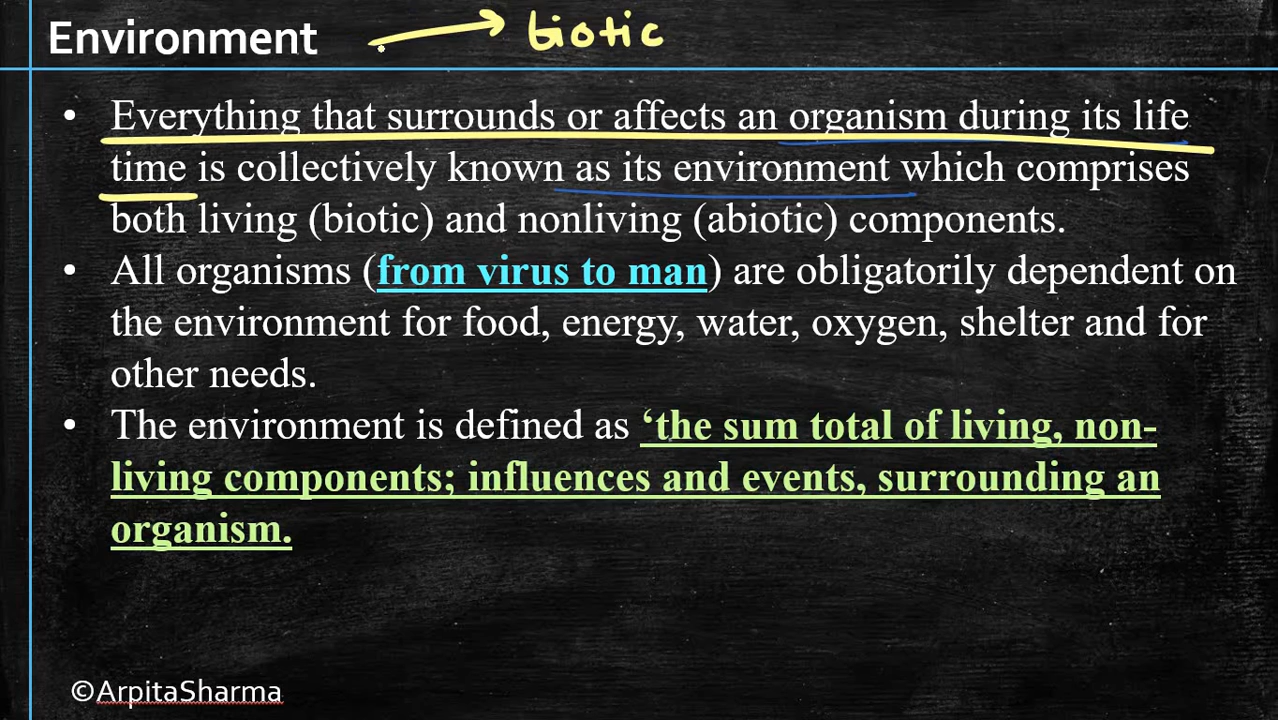 Environment → biotic
• Everything that surrounds or affects an organism during its life
time is collectively known as its environment which comprises
both living (biotic) and nonliving (abiotic) components.
• All organisms (from virus to man) are obligatorily dependent on
the environment for food, energy, water, oxygen, shelter and for
other needs.
• The environment is defined as ‘the sum total of living, non-
living components; influences and events, surrounding an
organism.
©ArpitaSharma